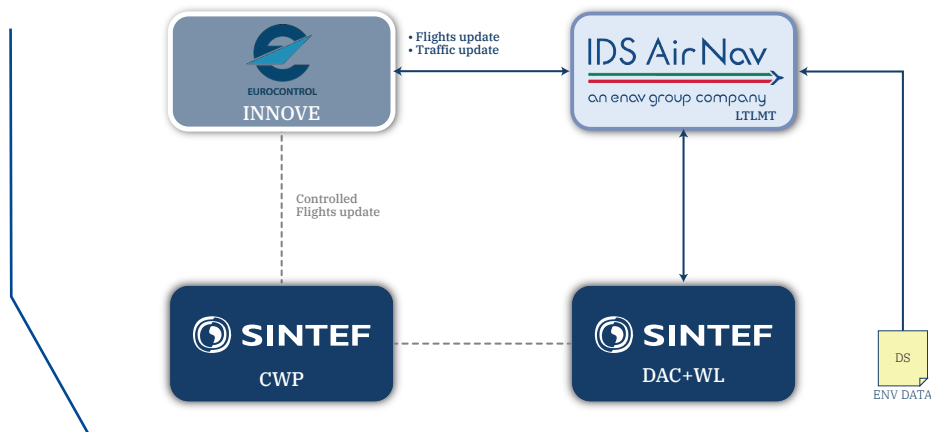 • Flights update
• Traffic update
EUROCONTROL
INNOVE
IDS AirNav
an enav group company
LTLMT
Controlled
Flights update
SINTEF
CWP
SINTEF
DAC+WL
DS
ENV DATA